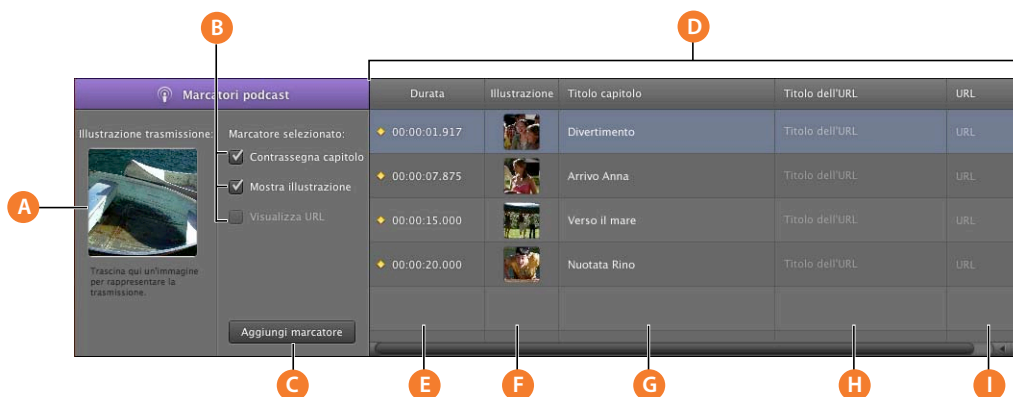 B
D
Marcatori podcast
Durata
Illustrazione
Titolo capitolo
Titolo dell'URL
URL
Illustrazione trasmissione:
Marcatore selezionato:
00:00:01.917
Divertimento
Titolo dell'URL
URL
Contrassegna capitolo
00:00:07.875
Arrivo Anna
Titolo dell'URL
URL
Mostra illustrazione
A
Visualizza URL
00:00:15.000
Verso il mare
Titolo dell'URL
URL
00:00:20.000
Nuotata Rino
Titolo dell'URL
URL
Trascina qui un'immagine
per rappresentare la
trasmissione.
Aggiungi marcatore
C
E
F
G
H
I